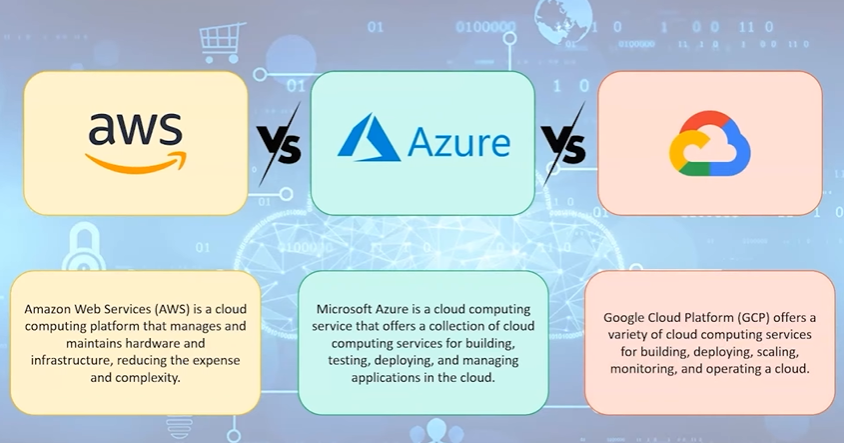 aws
VS
Azure
VS
Amazon Web Services (AWS) is a cloud
computing platform that manages and
maintains hardware and
infrastructure, reducing the expense
and complexity.
Microsoft Azure is a cloud computing
service that offers a collection of cloud
computing services for building,
testing, deploying, and managing
applications in the cloud.
Google Cloud Platform (GCP) offers a
variety of cloud computing services
for building, deploying, scaling,
monitoring, and operating a cloud.